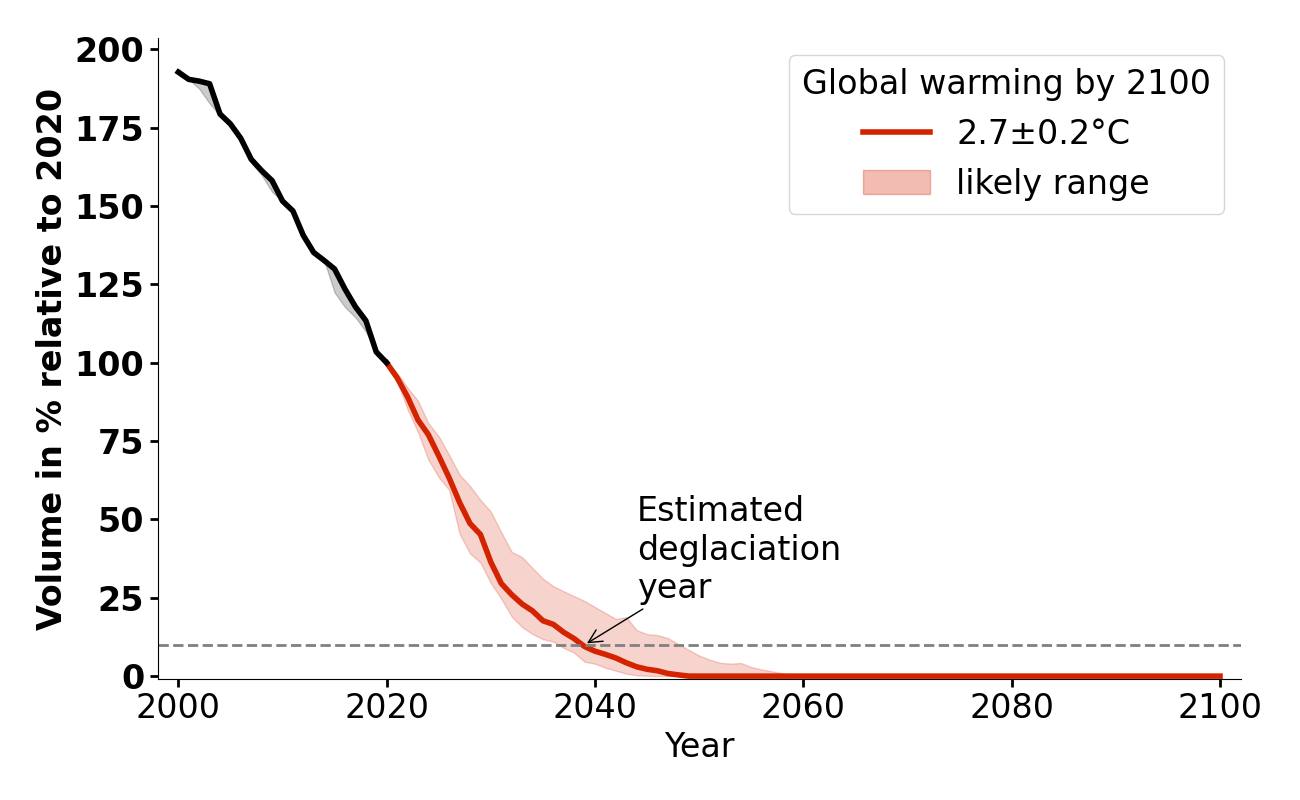 200
175
150
125
100
75
50
25
0
Volume in % relative to 2020
Global warming by 2100
2.7±0.2°C
likely range
Estimated
deglaciation
year
2000 2020 2040 2060 2080 2100
Year